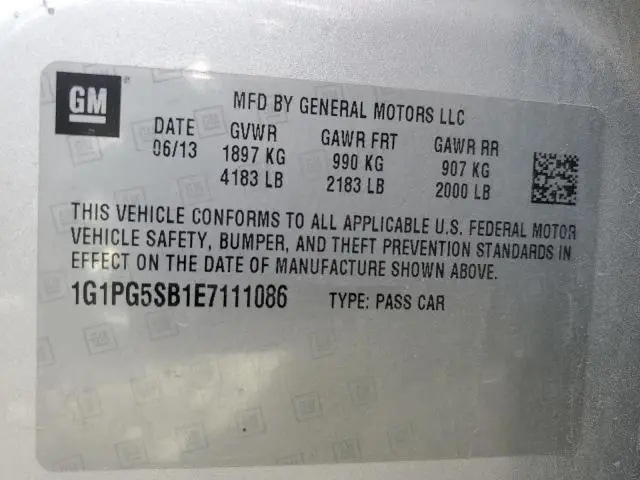 GM
MFD BY GENERAL MOTORS LLC
DATE GVWR GAWR FRT GAWR RR
06/13 1897 KG 990 KG 907 KG
4183 LB 2183 LB 2000 LB
THIS VEHICLE CONFORMS TO ALL APPLICABLE U.S. FEDERAL MOTOR
VEHICLE SAFETY, BUMPER, AND THEFT PREVENTION STANDARDS IN
EFFECT ON THE DATE OF MANUFACTURE SHOWN ABOVE.
1G1PG5SB1E7111086 TYPE: PASS CAR